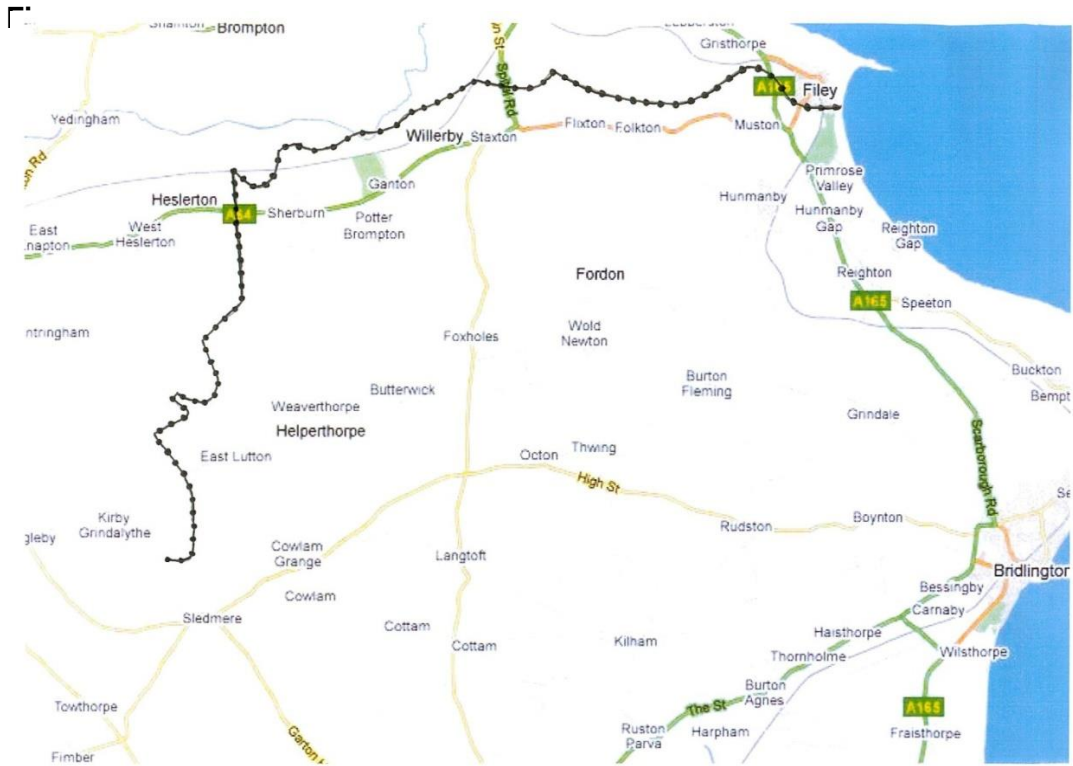 Brompton
Gristhorpe
Spital Rd
A165
Filey
Yedingham
Willerby
Staxton
Flixton
Folkton
Muston
Ganton
Primrose
Valley
Hunmanby
Heslerton
A64
Sherburn
Potter
Brompton
Hunmanby
Gap
Reighton
Gap
East
West
Heslerton
Fordon
Reighton
A165
Speeton
Foxholes
Wold
Newton
Buckton
Burton
Fleming
Butterwick
Weaverthorpe
Grindale
Helperthorpe
East Lutton
Octon
Thwing
High St
Scarborough Rd
Kirby
Grindalythe
Rudston
Boynton
Cowlam
Grange
Langtoft
Bridlington
Bessingby
Cowlam
Carnaby
Sledmere
Cottam
Haisthorpe
Cottam
Kilham
Thornholme
Wilsthorpe
Burton
Agnes
Towthorpe
The St
A165
Ruston
Parva
Harpham
Fraisthorpe
Fimber